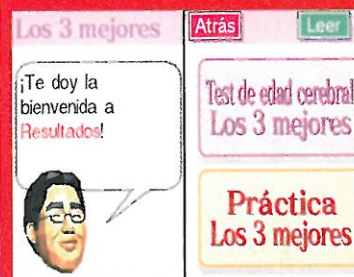 Los 3 mejores
¡Te doy la
bienvenida a
Resultados!
Atrás
Leer
Test de edad cerebral
Los 3 mejores
Práctica
Los 3 mejores